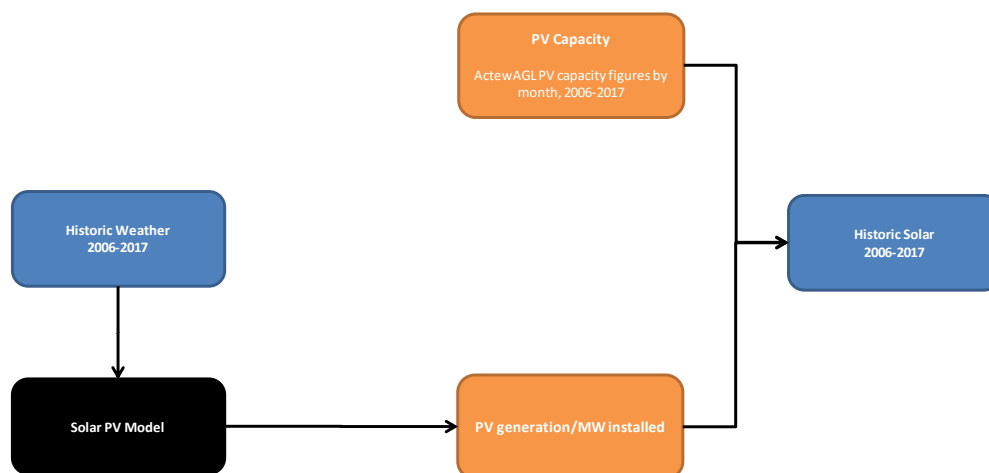 PV Capacity
ActewAGL PV capacity figures by
month, 2006-2017
Historic Weather
2006-2017
Historic Solar
2006-2017
Solar PV Model
PV generation/MW installed